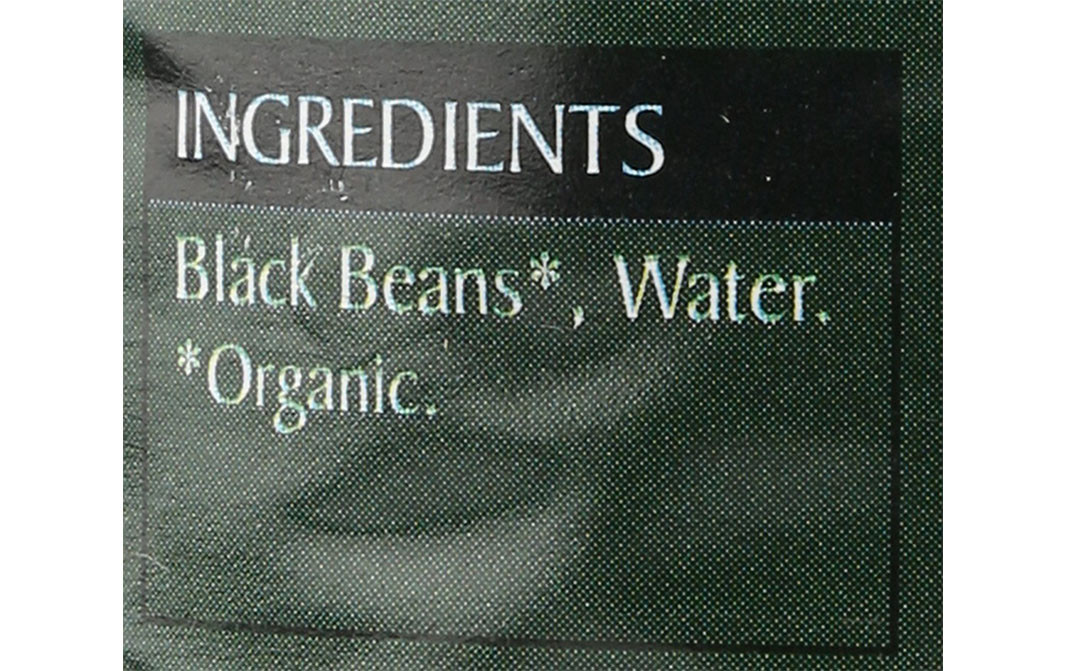 INGREDIENTS
Black Beans*, Water.
*Organic.